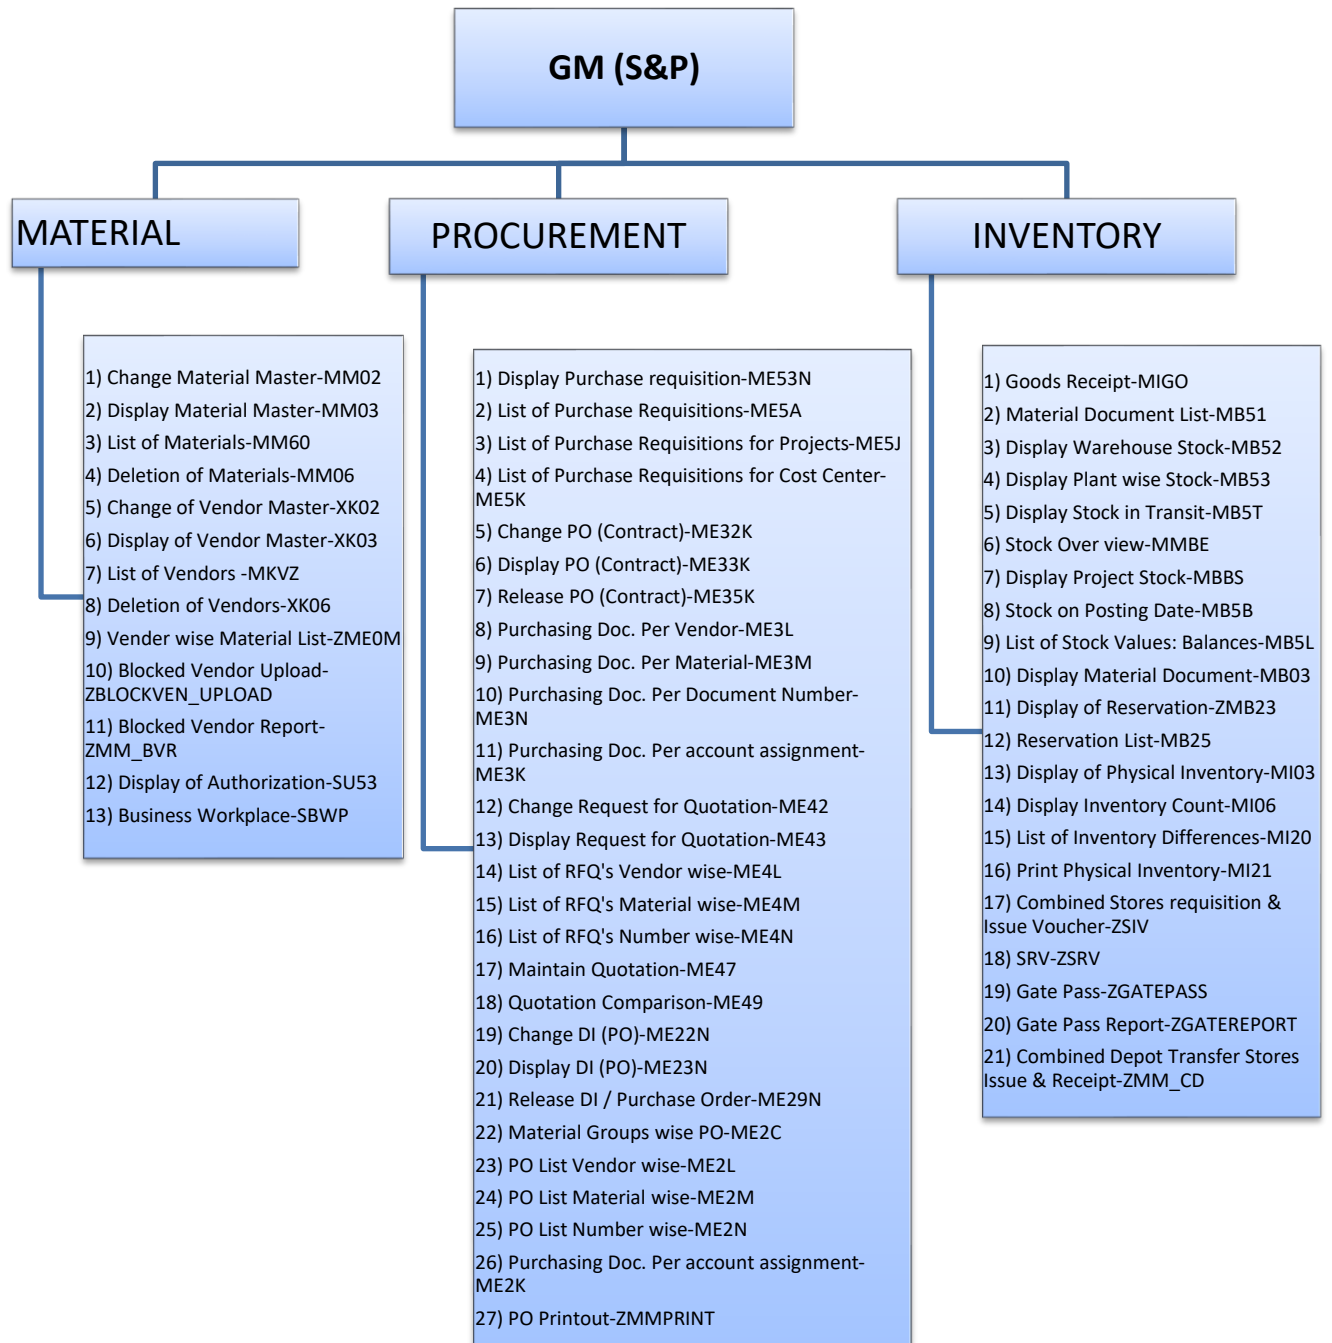 GM (S&P)
MATERIAL
PROCUREMENT
INVENTORY
1) Change Material Master-MM02
2) Display Material Master-MM03
3) List of Materials-MM60
4) Deletion of Materials-MM06
5) Change of Vendor Master-XK02
6) Display of Vendor Master-XK03
7) List of Vendors -MKVZ
8) Deletion of Vendors-XK06
9) Vender wise Material List-ZME0M
10) Blocked Vendor Upload-
ZBLOCKVEN_UPLOAD
11) Blocked Vendor Report-
ZMM_BVR
12) Display of Authorization-SU53
13) Business Workplace-SBWP
1) Display Purchase requisition-ME53N
2) List of Purchase Requisitions-ME5A
3) List of Purchase Requisitions for Projects-ME5J
4) List of Purchase Requisitions for Cost Center-
ME5K
5) Change PO (Contract)-ME32K
6) Display PO (Contract)-ME33K
7) Release PO (Contract)-ME35K
8) Purchasing Doc. Per Vendor-ME3L
9) Purchasing Doc. Per Material-ME3M
10) Purchasing Doc. Per Document Number-
ME3N
11) Purchasing Doc. Per account assignment-
ME3K
12) Change Request for Quotation-ME42
13) Display Request for Quotation-ME43
14) List of RFQ's Vendor wise-ME4L
15) List of RFQ's Material wise-ME4M
16) List of RFQ's Number wise-ME4N
17) Maintain Quotation-ME47
18) Quotation Comparison-ME49
19) Change DI (PO)-ME22N
20) Display DI (PO)-ME23N
21) Release DI / Purchase Order-ME29N
22) Material Groups wise PO-ME2C
23) PO List Vendor wise-ME2L
24) PO List Material wise-ME2M
25) PO List Number wise-ME2N
26) Purchasing Doc. Per account assignment-
ME2K
27) PO Printout-ZMMPRINT
1) Goods Receipt-MIGO
2) Material Document List-MB51
3) Display Warehouse Stock-MB52
4) Display Plant wise Stock-MB53
5) Display Stock in Transit-MB5T
6) Stock Over view-MMBE
7) Display Project Stock-MBBS
8) Stock on Posting Date-MB5B
9) List of Stock Values: Balances-MB5L
10) Display Material Document-MB03
11) Display of Reservation-ZMB23
12) Reservation List-MB25
13) Display of Physical Inventory-MI03
14) Display Inventory Count-MI06
15) List of Inventory Differences-MI20
16) Print Physical Inventory-MI21
17) Combined Stores requisition &
Issue Voucher-ZSIV
18) SRV-ZSRV
19) Gate Pass-ZGATEPASS
20) Gate Pass Report-ZGATEREPORT
21) Combined Depot Transfer Stores
Issue & Receipt-ZMM_CD